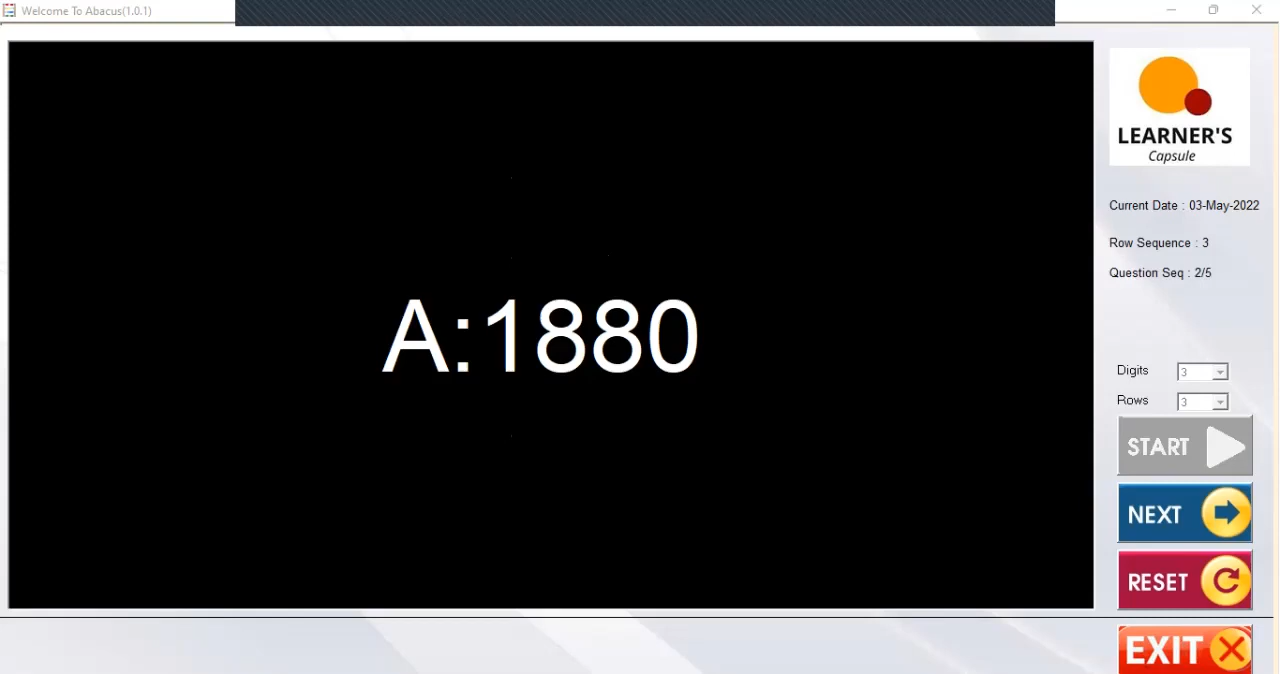 Welcome To Abacus(1.0.1)
A:1880
LEARNER'S
Capsule
Current Date : 03-May-2022
Row Sequence : 3
Question Seq : 2/5
Digits 3
Rows 3
START
NEXT
RESET
EXIT